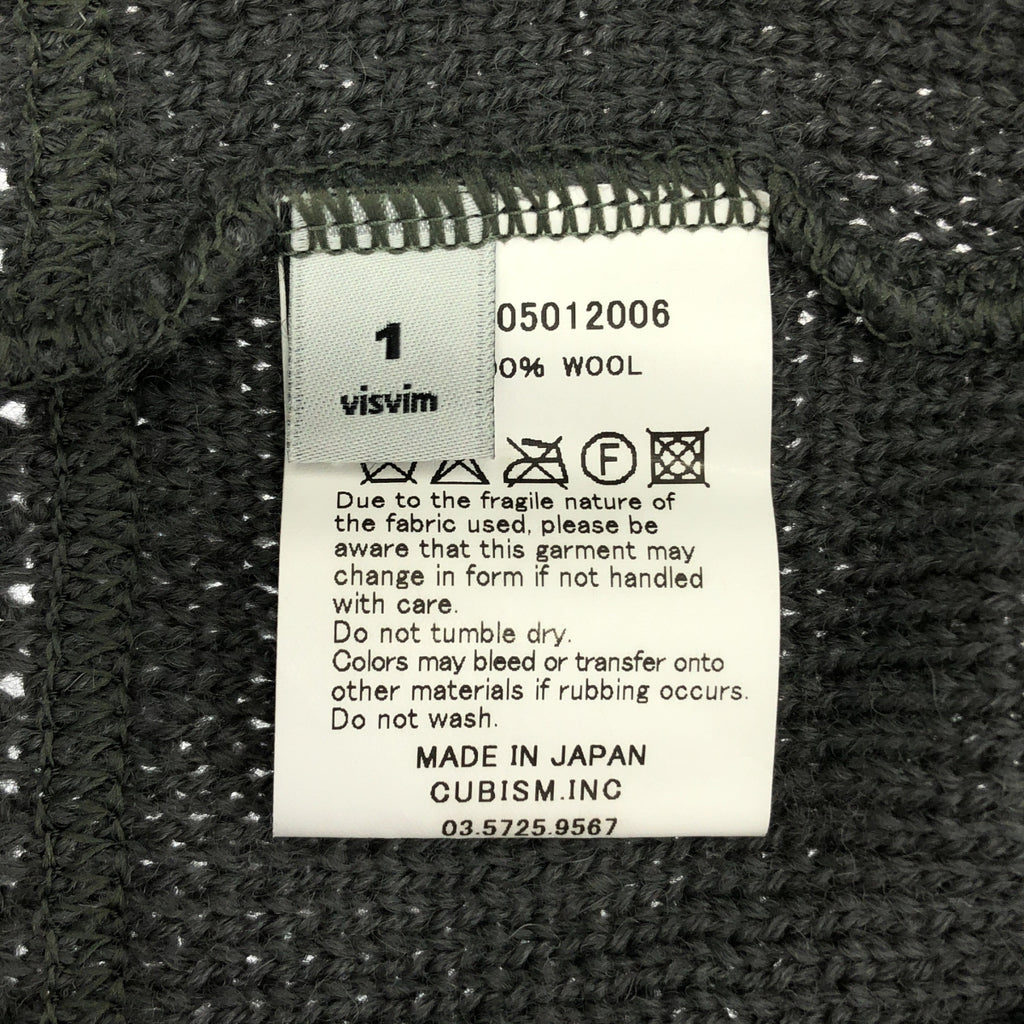 1
visvim
05012006
0% WOOL
F
Due to the fragile nature of
the fabric used, please be
aware that this garment may
change in form if not handled
with care.
Do not tumble dry.
Colors may bleed or transfer onto
other materials if rubbing occurs.
Do not wash.
MADE IN JAPAN
CUBISM.INC
03.5725.9567